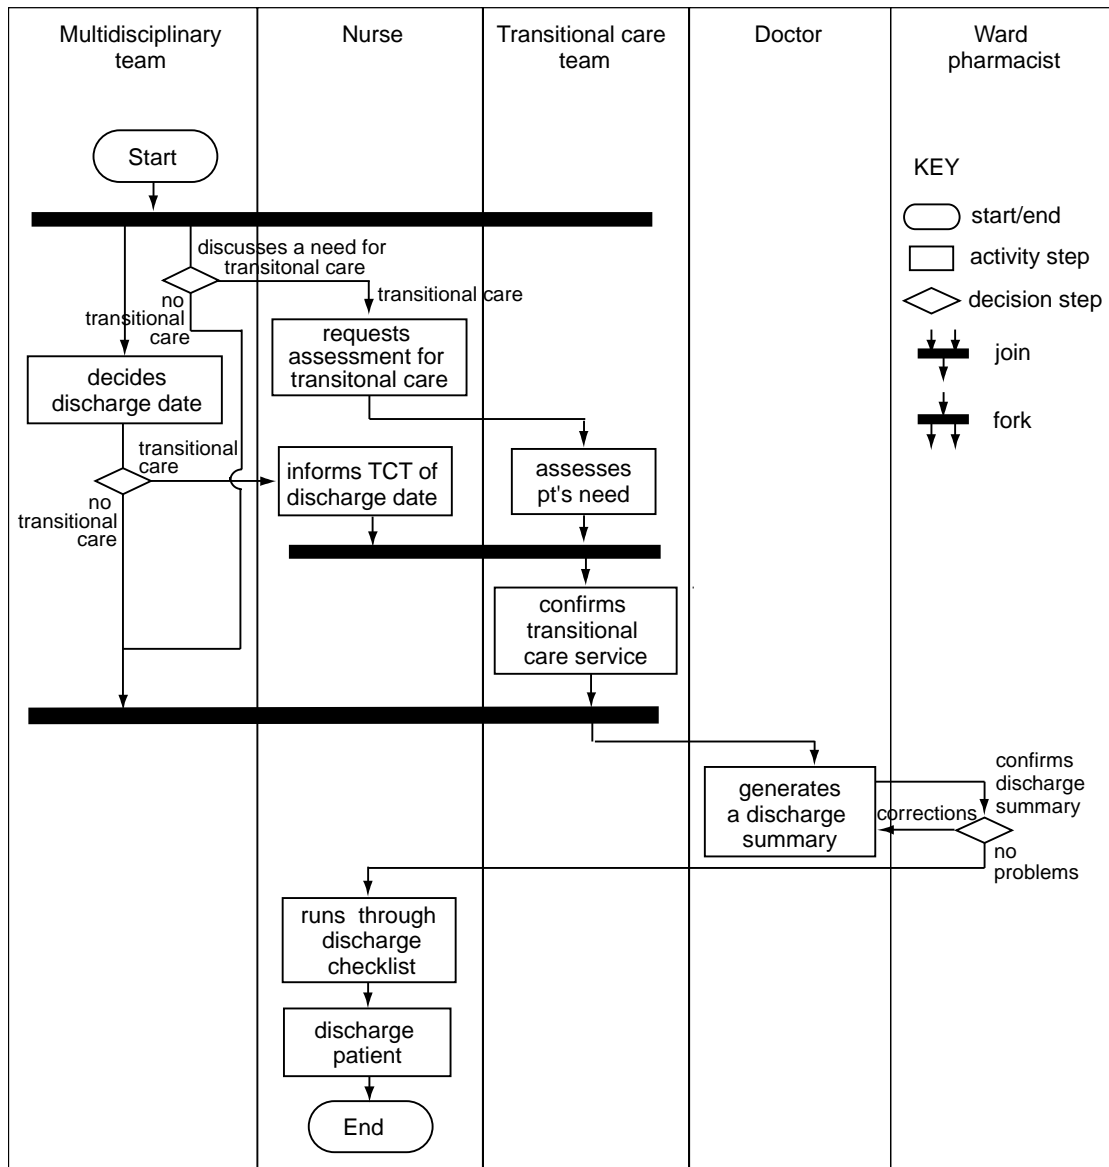 Multidisciplinary
team
Nurse
Transitional care
team
Doctor
Ward
pharmacist
Start
KEY
start/end
activity step
decision step
join
fork
discusses a need for
transitonal care
transitional care
no
transitional
care
requests
assessment for
transitonal care
decides
discharge date
transitional
care
no
transitional
care
informs TCT of
discharge date
assesses
pt's need
confirms
transitional
care service
generates
a discharge
summary
confirms
discharge
summary
corrections
no
problems
runs through
discharge
checklist
discharge
patient
End